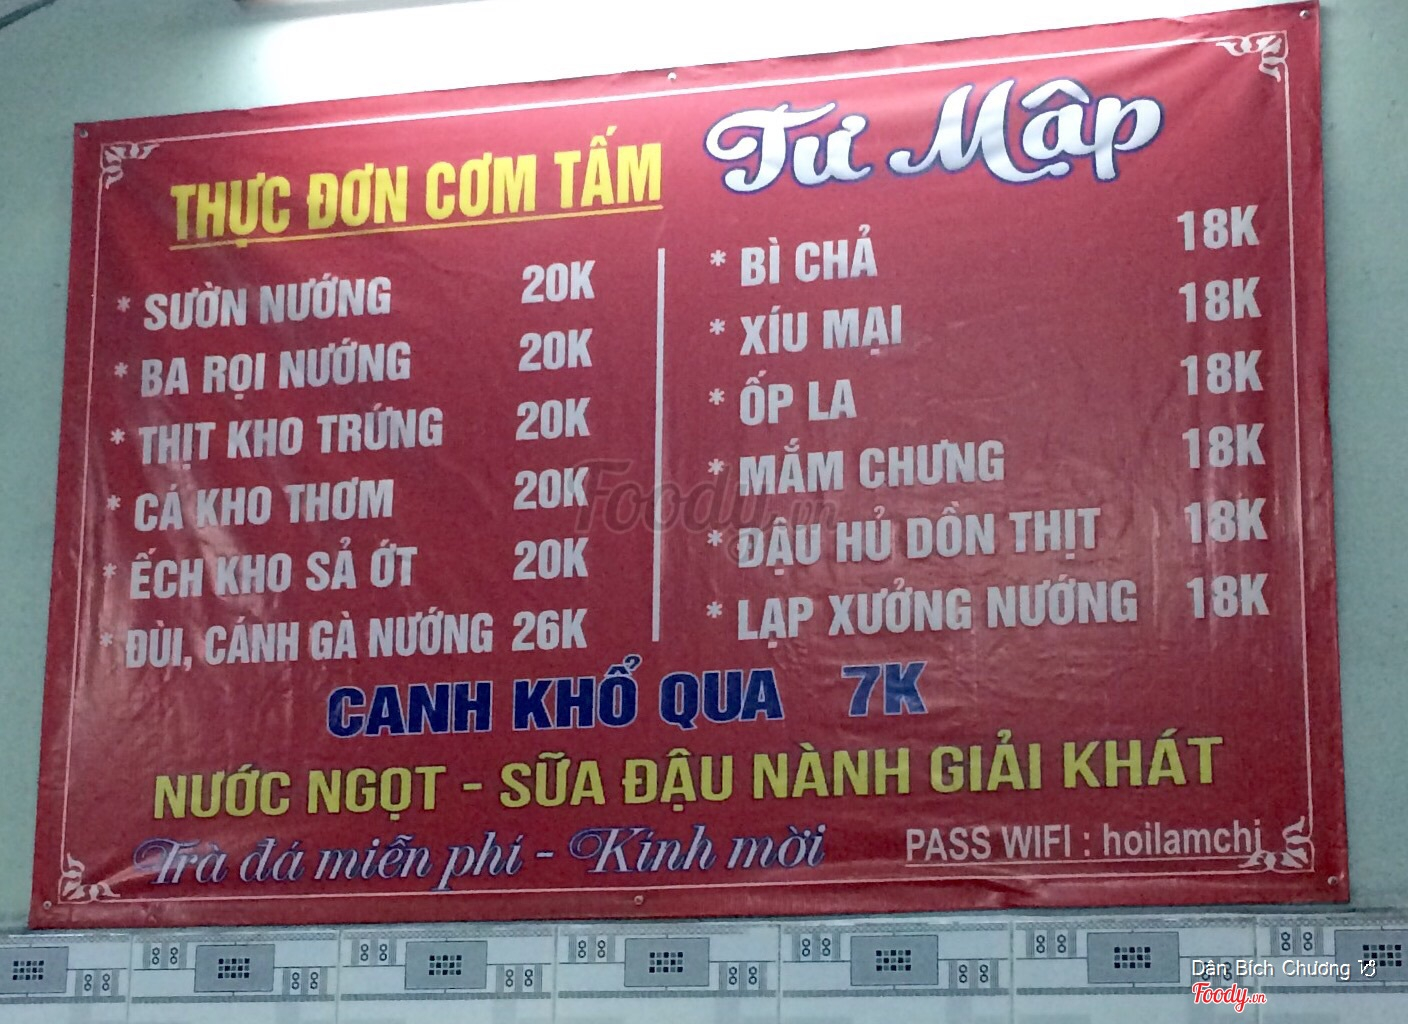 THỰC ĐƠN CƠM TẤM
Tư Mập
* SƯỜN NƯỚNG 20K
* BA RỌI NƯỚNG 20K
* THỊT KHO TRỨNG 20K
* CÁ KHO THƠM 20K
* ẾCH KHO SẢ ỚT 20K
* ĐÙI, CÁNH GÀ NƯỚNG 26K
* BÌ CHẢ 18K
* XÍU MẠI 18K
* ỐP LA 18K
* MẮM CHƯNG 18K
* ĐẬU HỦ DỒN THỊT 18K
* LẠP XƯỞNG NƯỚNG 18K
CANH KHỔ QUA 7K
NƯỚC NGỌT - SỮA ĐẬU NÀNH GIẢI KHÁT
Trà đá miễn phí - Kính mời
PASS WIFI : hoilamchi
Foody.vn
Dân Bích Chương
Foody.vn